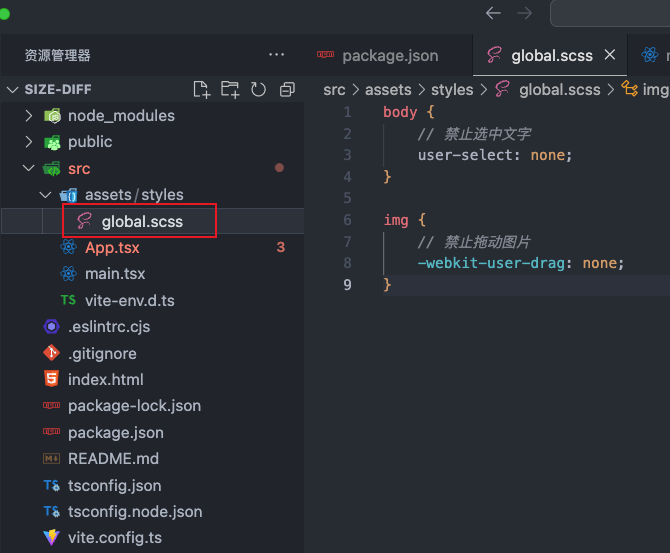 资源管理器
···
package.json
global.scss
SIZE-DIFF
src > assets > styles > global.scss > img
node_modules
public
src
assets/styles
global.scss
App.tsx 3
main.tsx
TS vite-env.d.ts
.eslintrc.cjs
.gitignore
index.html
package-lock.json
package.json
README.md
tsconfig.json
tsconfig.node.json
vite.config.ts
1 body {
2 // 禁止选中文字
3 user-select: none;
4 }
5
6 img {
7 // 禁止拖动图片
8 -webkit-user-drag: none;
9 }